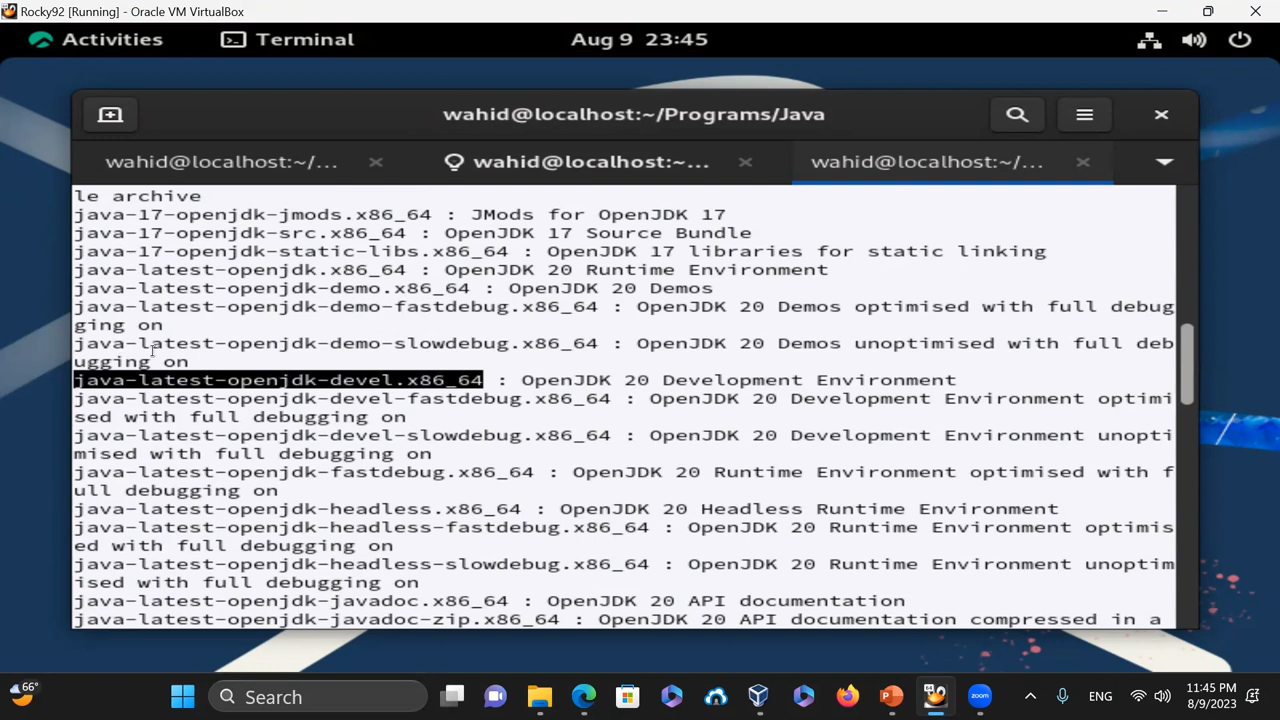 Rocky92 [Running] - Oracle VM VirtualBox
Activities Terminal Aug 9 23:45
wahid@localhost:~/Programs/Java
wahid@localhost:~/... wahid@localhost:~... wahid@localhost:~/...
le archive
java-17-openjdk-jmods.x86_64 : JMods for OpenJDK 17
java-17-openjdk-src.x86_64 : OpenJDK 17 Source Bundle
java-17-openjdk-static-libs.x86_64 : OpenJDK 17 libraries for static linking
java-latest-openjdk.x86_64 : OpenJDK 20 Runtime Environment
java-latest-openjdk-demo.x86_64 : OpenJDK 20 Demos
java-latest-openjdk-demo-fastdebug.x86_64 : OpenJDK 20 Demos optimised with full debug
ging on
java-latest-openjdk-demo-slowdebug.x86_64 : OpenJDK 20 Demos unoptimised with full deb
ugging on
java-latest-openjdk-devel.x86_64 : OpenJDK 20 Development Environment
java-latest-openjdk-devel-fastdebug.x86_64 : OpenJDK 20 Development Environment optimi
sed with full debugging on
java-latest-openjdk-devel-slowdebug.x86_64 : OpenJDK 20 Development Environment unopti
mised with full debugging on
java-latest-openjdk-fastdebug.x86_64 : OpenJDK 20 Runtime Environment optimised with f
ull debugging on
java-latest-openjdk-headless.x86_64 : OpenJDK 20 Headless Runtime Environment
java-latest-openjdk-headless-fastdebug.x86_64 : OpenJDK 20 Runtime Environment optimis
ed with full debugging on
java-latest-openjdk-headless-slowdebug.x86_64 : OpenJDK 20 Runtime Environment unoptim
ised with full debugging on
java-latest-openjdk-javadoc.x86_64 : OpenJDK 20 API documentation
java-latest-openjdk-javadoc-zip.x86_64 : OpenJDK 20 API documentation compressed in a
66° Search zoom ENG 11:45 PM
8/9/2023